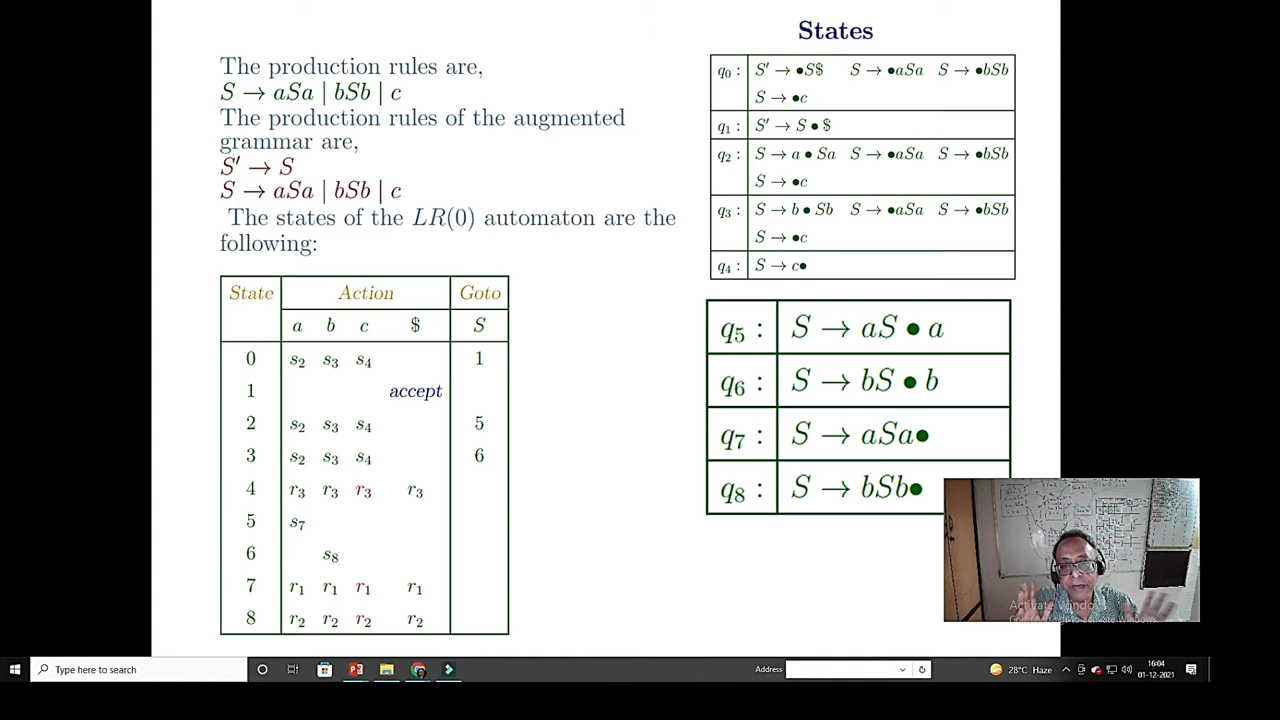 States
The production rules are,
S → aSa | bSb | c
The production rules of the augmented
grammar are,
S′ → S
S → aSa | bSb | c
The states of the LR(0) automaton are the
following:
State Action Goto
a b c $ S
0 s2 s3 s4 1
1 accept
2 s2 s3 s4 5
3 s2 s3 s4 6
4 r3 r3 r3 r3
5 s7
6 s8
7 r1 r1 r1 r1
8 r2 r2 r2 r2
q0 : S′ → •S$ S → •aSa S → •bSb
S → •c
q1 : S′ → S • $
q2 : S → a • Sa S → •aSa S → •bSb
S → •c
q3 : S → b • Sb S → •aSa S → •bSb
S → •c
q4 : S → c•
q5 : S → aS • a
q6 : S → bS • b
q7 : S → aSa•
q8 : S → bSb•
Type here to search
Address
28°C Haze
16:04
01-12-2021